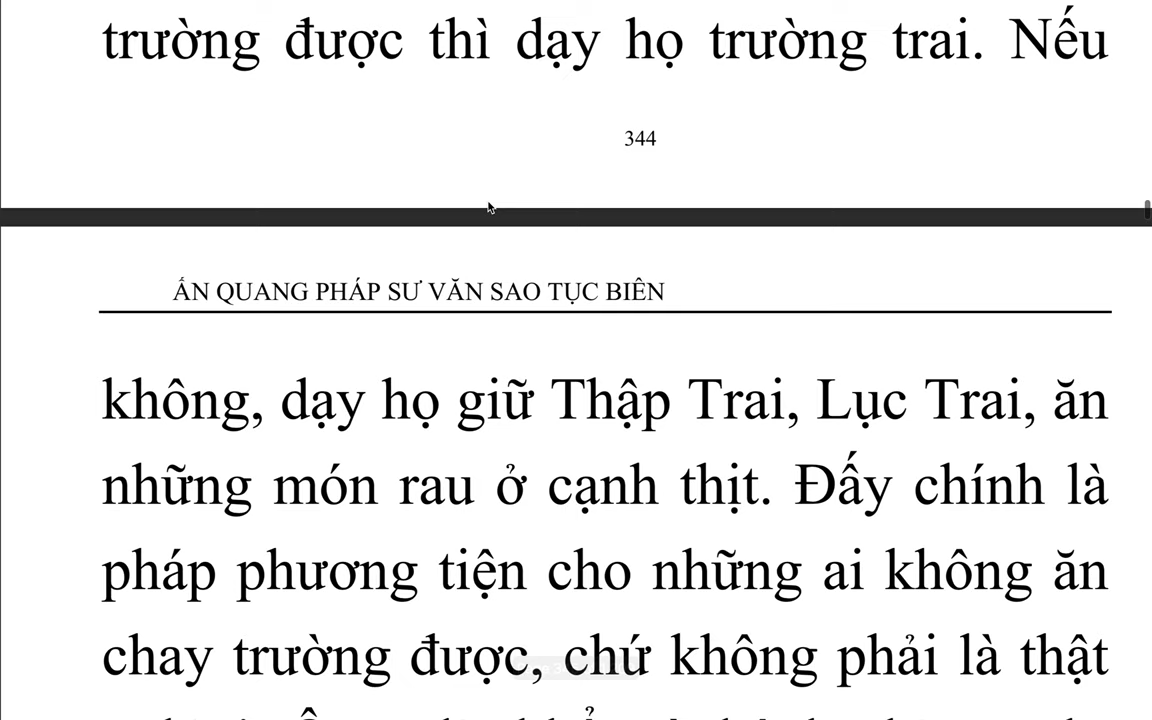 trường được thì dạy họ trường trai. Nếu
344
ẤN QUANG PHÁP SƯ VĂN SAO TỤC BIÊN
không, dạy họ giữ Thập Trai, Lục Trai, ăn
những món rau ở cạnh thịt. Đấy chính là
pháp phương tiện cho những ai không ăn
chay trường được, chứ không phải là thật